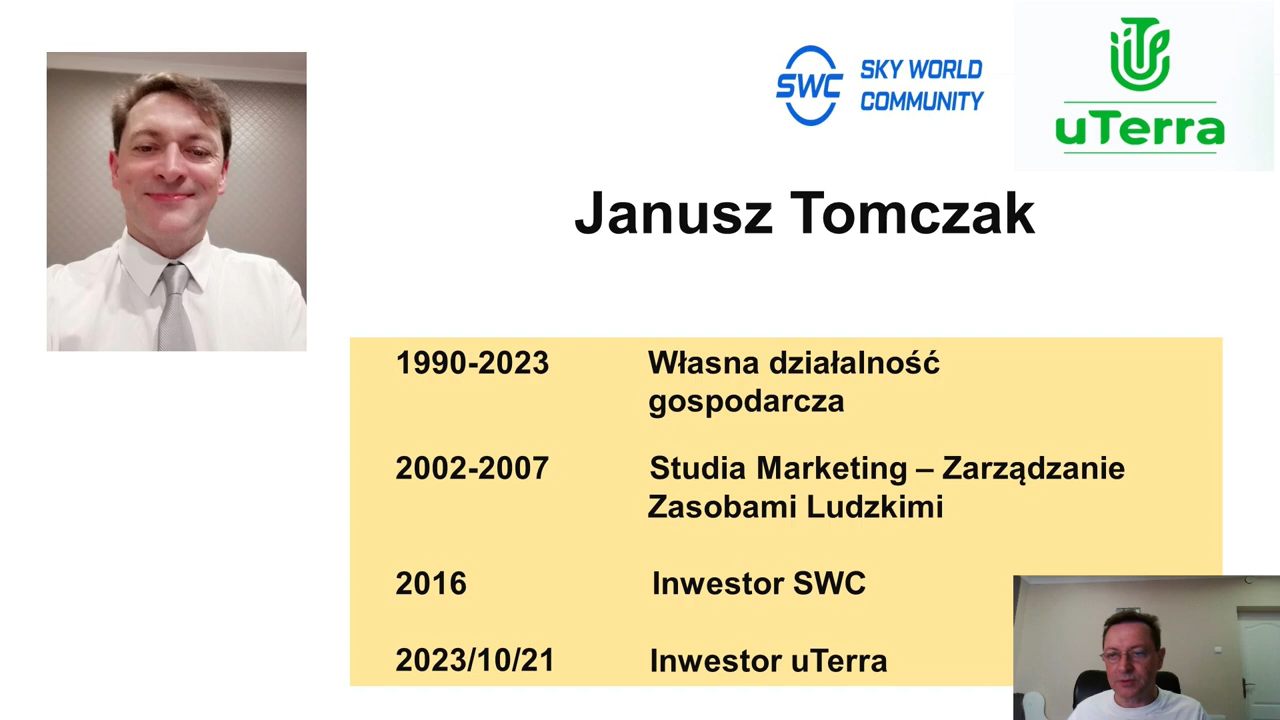 SWC
SKY WORLD
COMMUNITY
uTerra
Janusz Tomczak
1990-2023 Własna działalność
gospodarcza
2002-2007 Studia Marketing – Zarządzanie
Zasobami Ludzkimi
2016 Inwestor SWC
2023/10/21 Inwestor uTerra